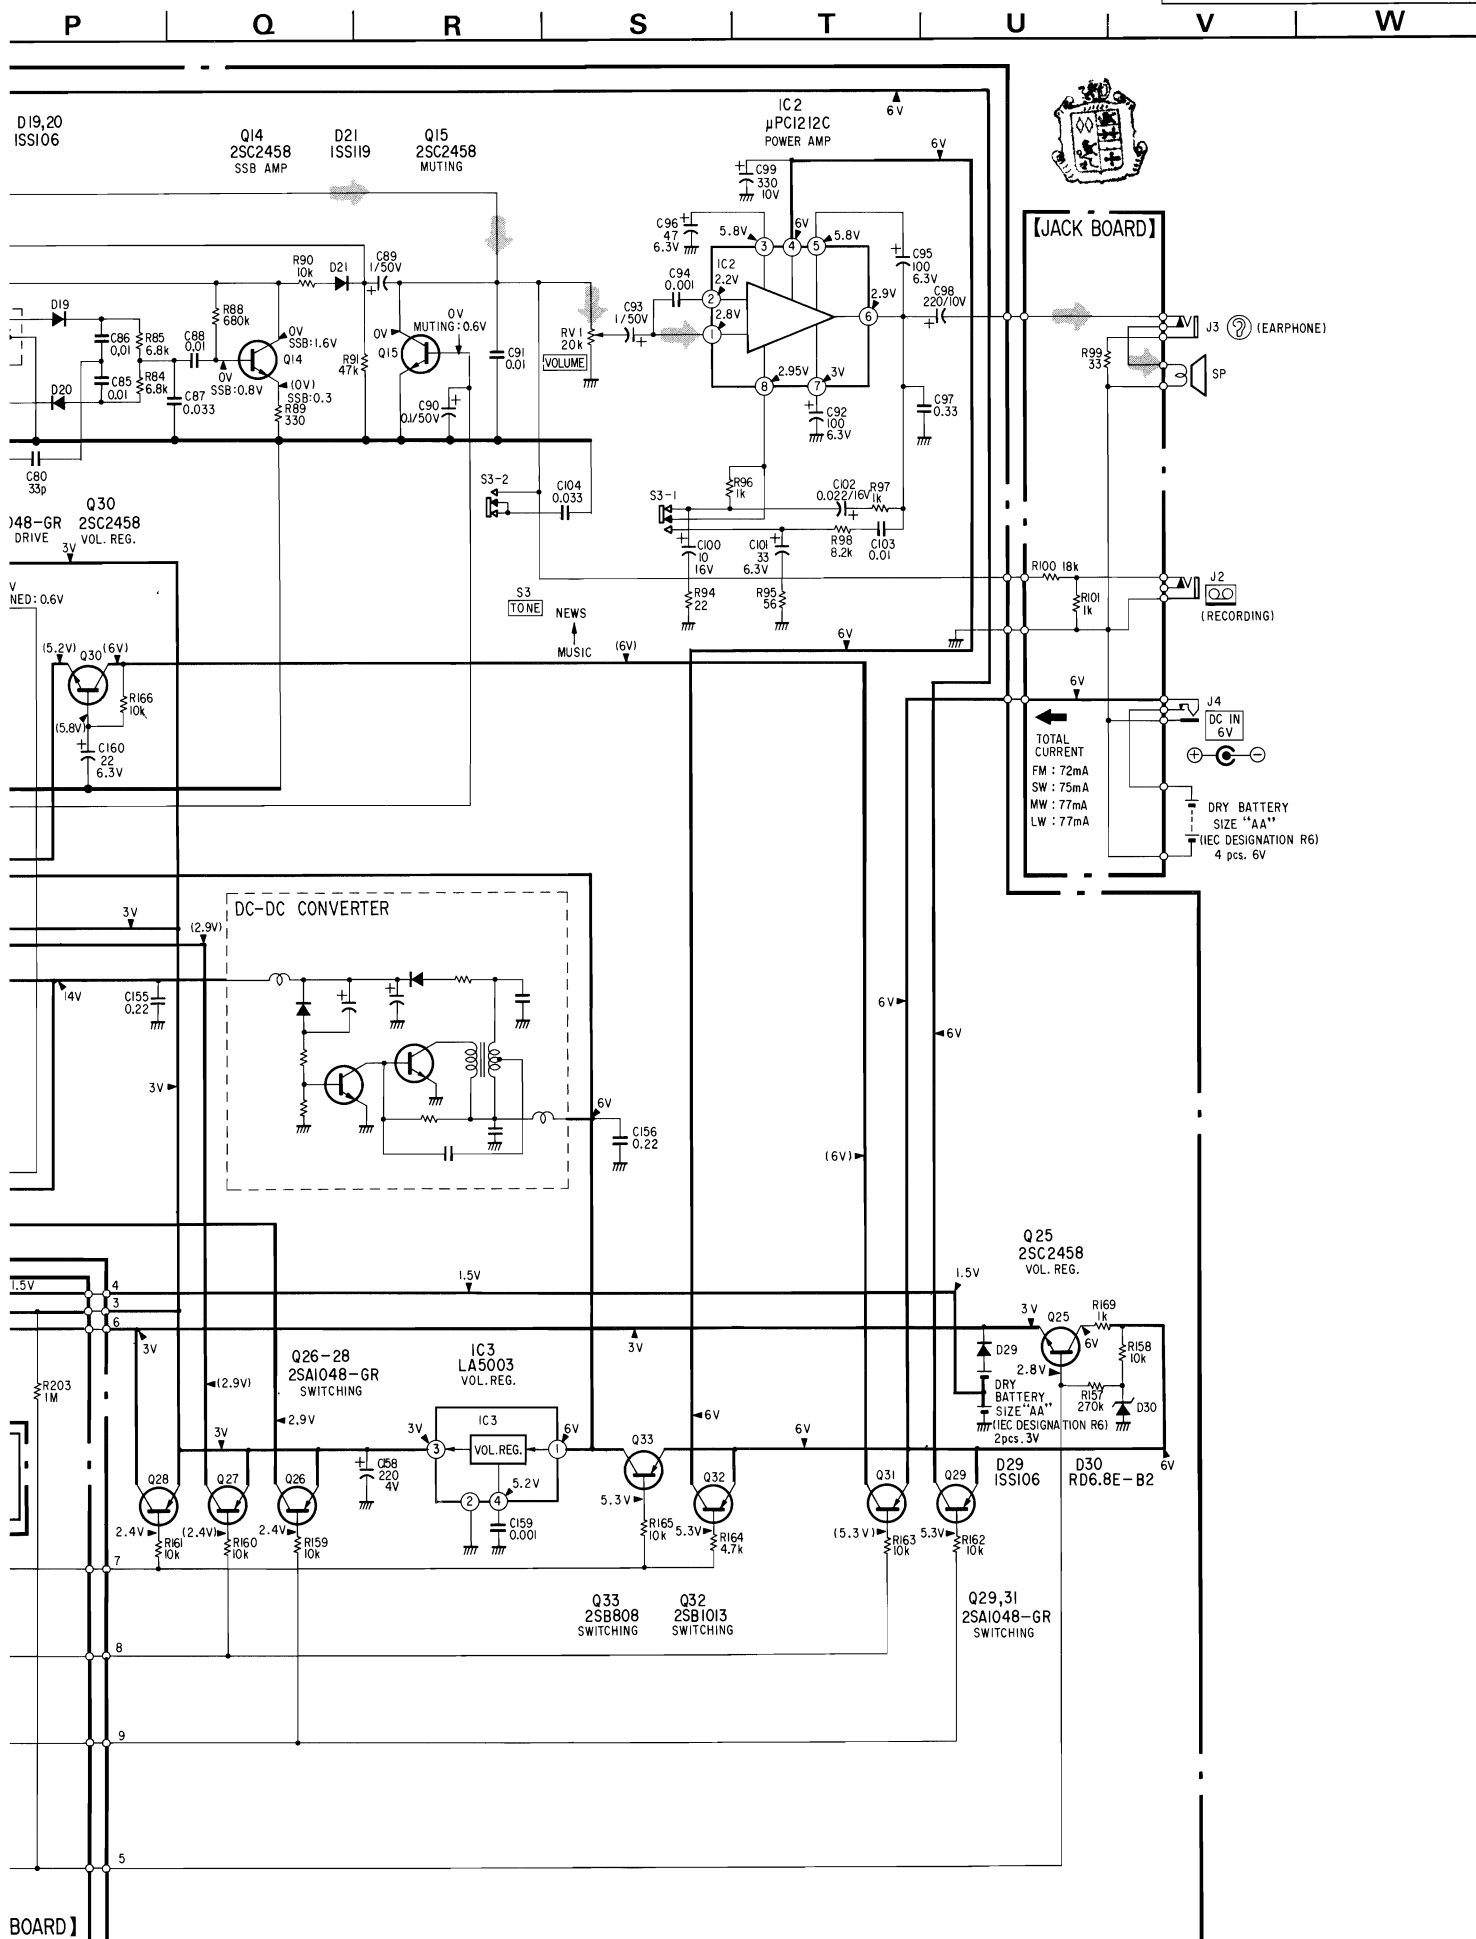 P Q R S T U V W
D19,20
ISS106
Q14
2SC2458
SSB AMP
D21
ISS119
Q15
2SC2458
MUTING
IC2
µPC1212C
POWER AMP
6V
6V
C99
330
10V
C96
47
6.3V
5.8V
6V
5.8V
3
4
5
【JACK BOARD】
R90
10k
D21
C89
1/50V
C94
0.001
IC2
2.2V
2
2.8V
1
C95
100
6.3V
2.9V
6
C98
220/10V
D19
R88
680k
C86
0.01
R85
6.8k
C88
0.01
0V
SSB:1.6V
Q14
0V
MUTING:0.6V
0V
Q15
RV1
20k
VOLUME
C93
1/50V
J3
(EARPHONE)
R99
33
SP
D20
C85
0.01
R84
6.8k
C87
0.033
0V
SSB:0.8V
(0V)
SSB:0.3
R89
330
R91
47k
C91
0.01
C90
0.1/50V
2.95V
8
3V
7
C92
100
6.3V
C97
0.33
C80
33p
S3-2
C104
0.033
S3-1
R96
1k
C102
0.022/16V
R97
1k
Q30
2SC2458
VOL. REG.
)48-GR
DRIVE
3V
C100
10
16V
C101
33
6.3V
R98
8.2k
C103
0.01
V
NED:0.6V
S3
TONE
NEWS
MUSIC
R94
22
R95
56
R100 18k
R101
1k
J2
(RECORDING)
(5.2V)
Q30
(6V)
(6V)
6V
R166
10k
(5.8V)
C160
22
6.3V
6V
J4
DC IN
6V
TOTAL
CURRENT
FM : 72mA
SW : 75mA
MW : 77mA
LW : 77mA
DRY BATTERY
SIZE “AA”
(IEC DESIGNATION R6)
4 pcs. 6V
3V
(2.9V)
DC-DC CONVERTER
14V
C155
0.22
6V
6V
3V
6V
C156
0.22
(6V)
Q25
2SC2458
VOL. REG.
1.5V
4
1.5V
1.5V
3
6
3V
3V
3V
Q25
R169
1k
6V
R158
10k
D29
2.8V
R157
270k
D30
DRY
BATTERY
SIZE“AA”
(IEC DESIGNATION R6)
2pcs.3V
R203
1M
Q26-28
2SA1048-GR
SWITCHING
IC3
LA5003
VOL.REG.
(2.9V)
2.9V
3V
3V
3
IC3
VOL.REG.
6V
1
6V
6V
6V
D29
ISS106
D30
RD6.8E-B2
Q28
Q27
Q26
C158
220
4V
2
4
5.2V
Q33
Q32
Q31
Q29
2.4V
R161
10k
(2.4V)
R160
10k
2.4V
R159
10k
C159
0.001
5.3V
R165
10k
5.3V
R164
4.7k
(5.3V)
R163
10k
5.3V
R162
10k
7
Q33
2SB808
SWITCHING
Q32
2SB1013
SWITCHING
Q29,31
2SA1048-GR
SWITCHING
8
9
5
BOARD】